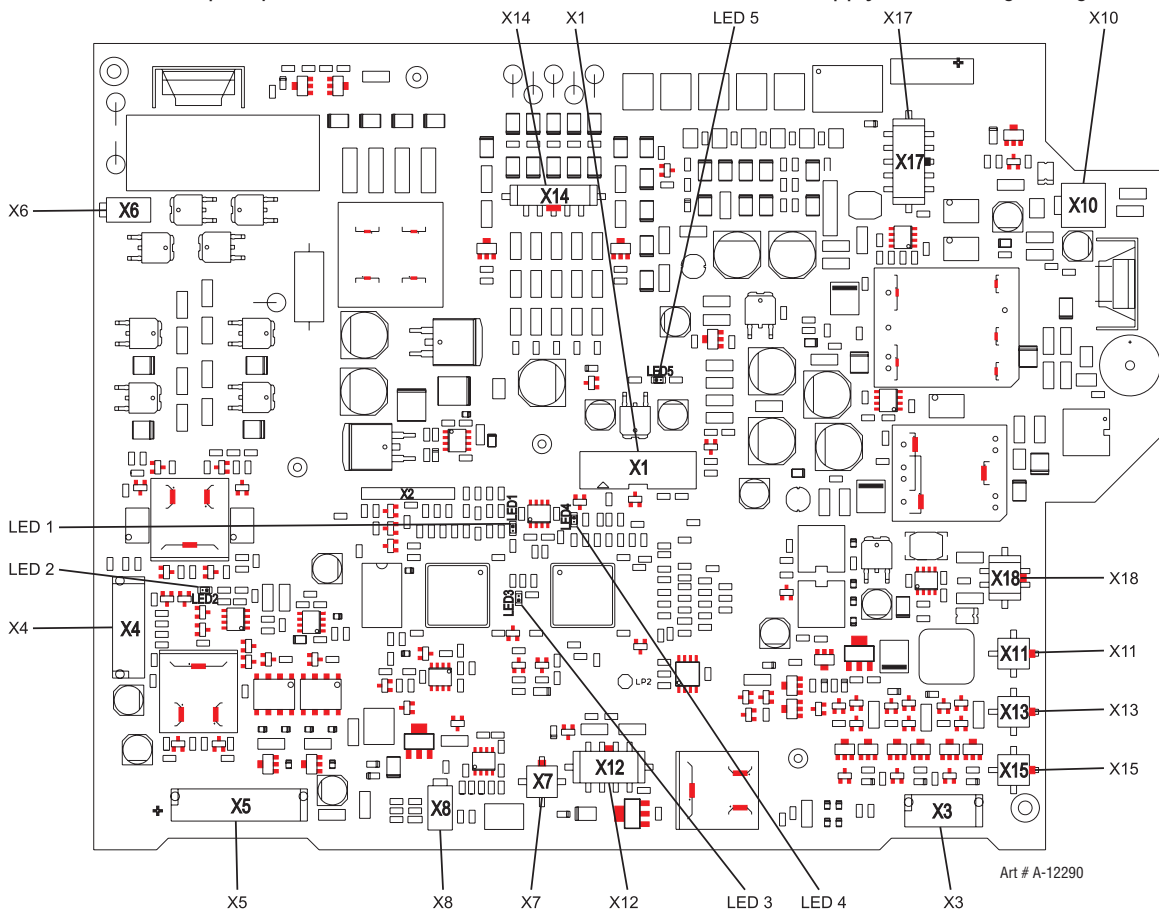 X14 X1 LED 5 X17 X10
X17
X14
X6 X6 X10
LED5
X1
X2
LED1
LED4
LED 1
LED 2
LED2
LED3
X18 X18
X4 X4
X11 X11
LP2
X13 X13
X12
X7
X15 X15
X5 X8 X3
Art # A-12290
X5 X8 X7 X12 LED 3 LED 4 X3